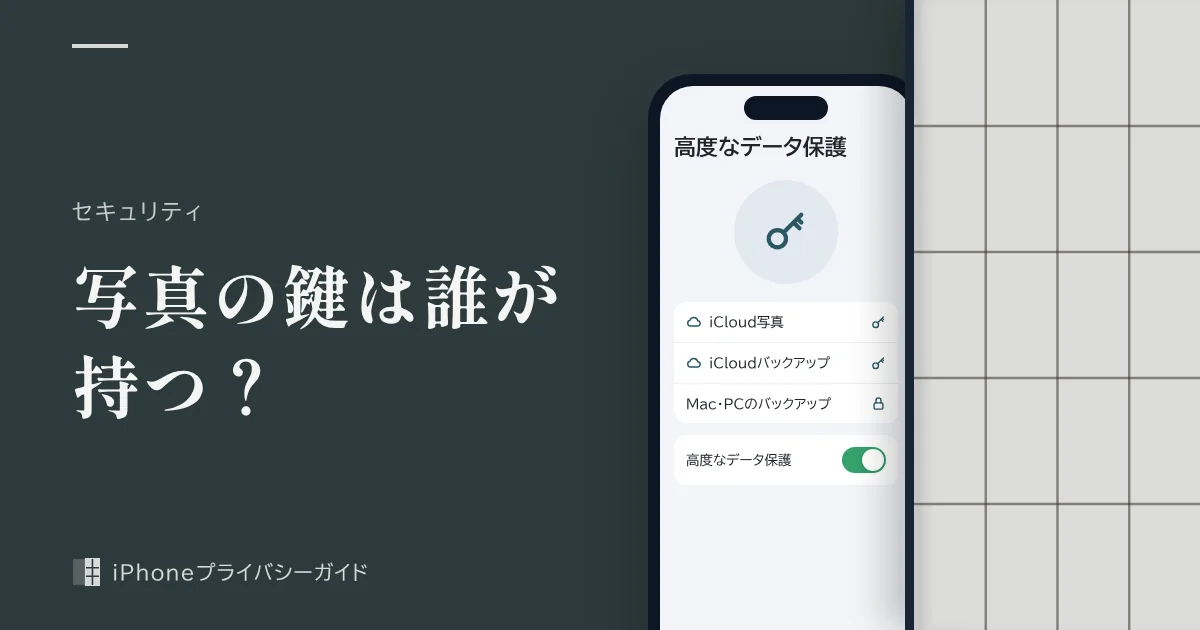 セキュリティ
写真の鍵は誰が
持つ？
iPhoneプライバシーガイド
高度なデータ保護
iCloud写真
iCloudバックアップ
Mac・PCのバックアップ
高度なデータ保護